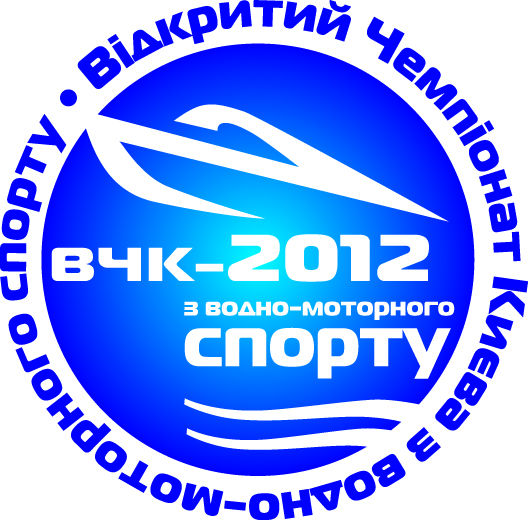 Відкритий Чемпіонат Києва з водно-моторного спорту •
ВЧК-2012
з водно-моторного
спорту